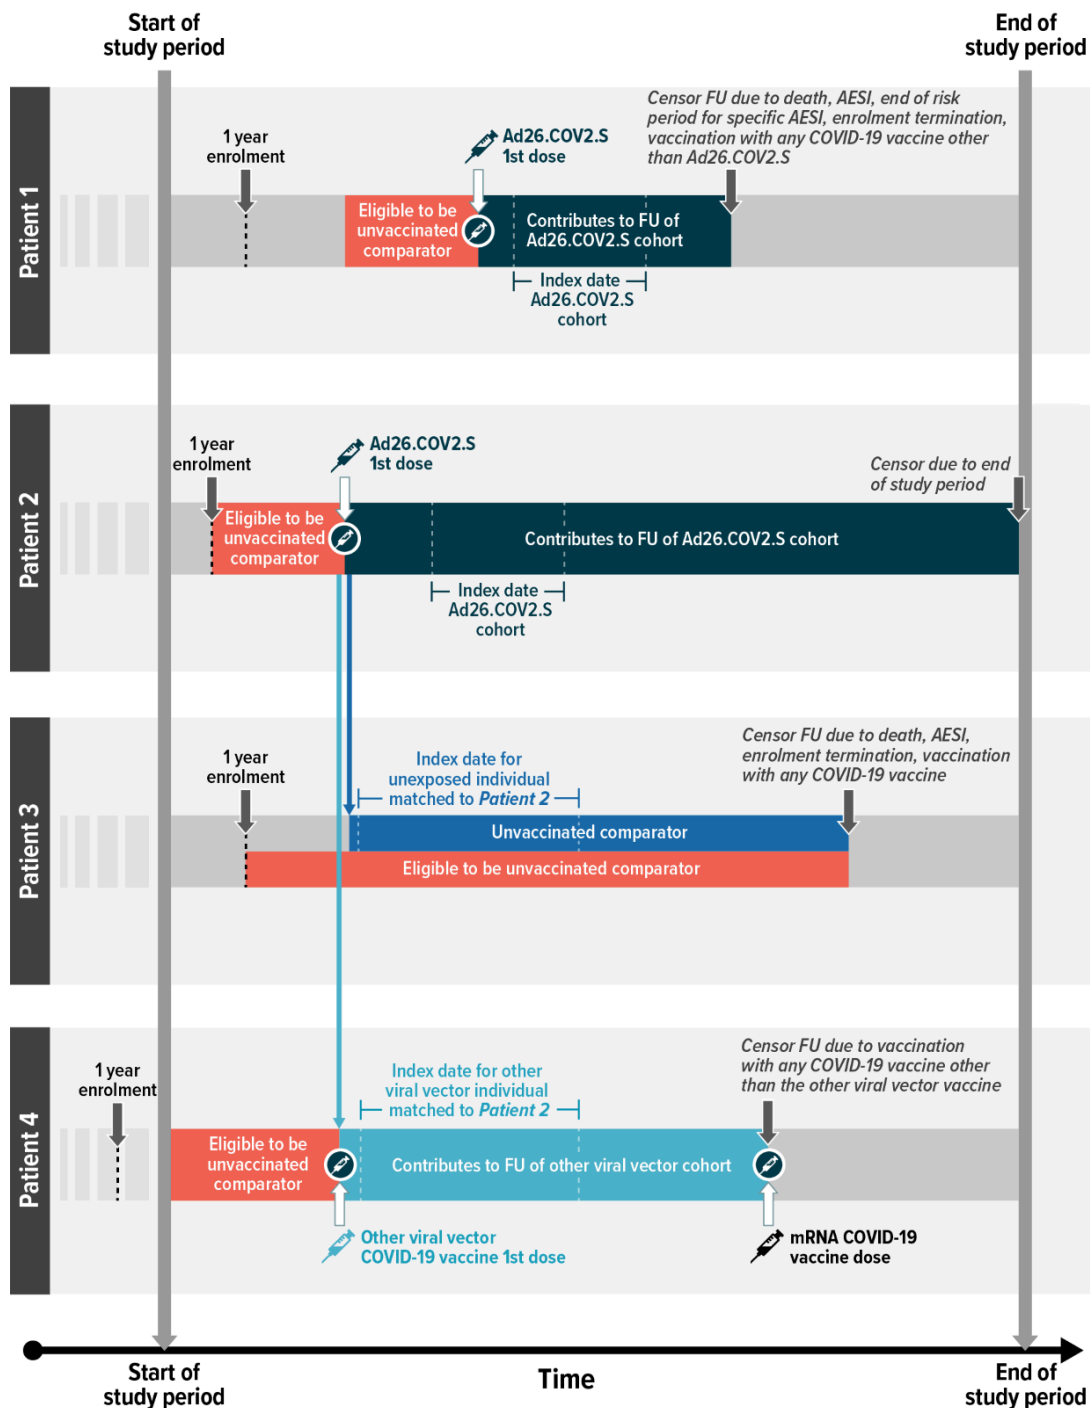 Start of
study period
End of
study period
Patient 1
1 year
enrolment
Ad26.COV2.S
1st dose
Censor FU due to death, AESI, end of risk
period for specific AESI, enrolment termination,
vaccination with any COVID-19 vaccine other
than Ad26.COV2.S
Eligible to be
unvaccinated
comparator
Contributes to FU of
Ad26.COV2.S cohort
Index date
Ad26.COV2.S
cohort
Patient 2
1 year
enrolment
Ad26.COV2.S
1st dose
Censor due to end
of study period
Eligible to be
unvaccinated
comparator
Contributes to FU of Ad26.COV2.S cohort
Index date
Ad26.COV2.S
cohort
Patient 3
1 year
enrolment
Index date for
unexposed individual
matched to Patient 2
Censor FU due to death, AESI,
enrolment termination, vaccination
with any COVID-19 vaccine
Unvaccinated comparator
Eligible to be unvaccinated comparator
Patient 4
1 year
enrolment
Index date for other
viral vector individual
matched to Patient 2
Censor FU due to vaccination
with any COVID-19 vaccine other
than the other viral vector vaccine
Eligible to be
unvaccinated
comparator
Contributes to FU of other viral vector cohort
Other viral vector
COVID-19 vaccine 1st dose
mRNA COVID-19
vaccine dose
Start of
study period
Time
End of
study period